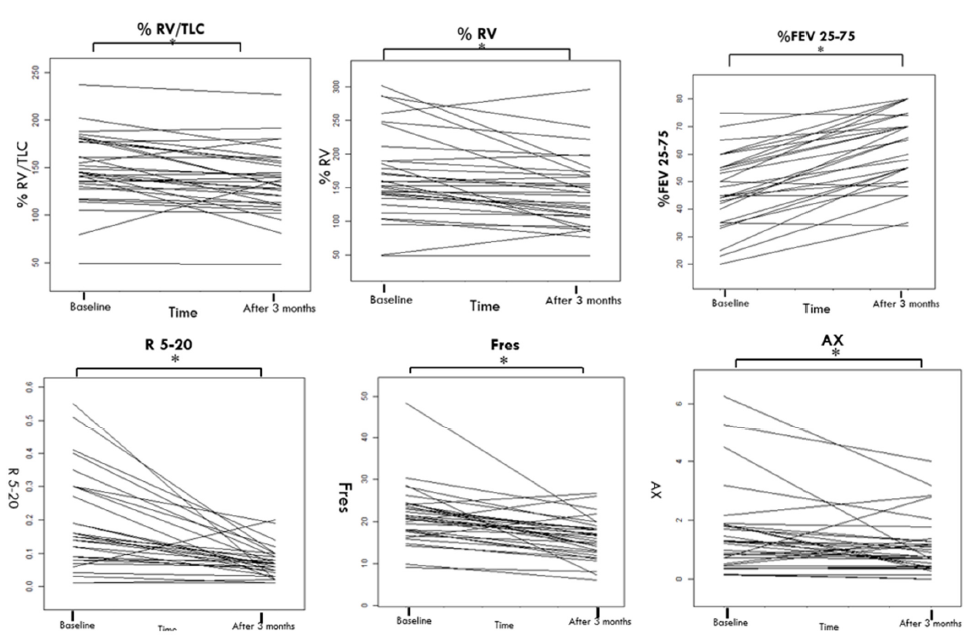 % RV/TLC
*
% RV/TLC
250
200
150
100
50
Baseline
Time
After 3 months
% RV
*
% RV
300
250
200
150
100
50
Baseline
Time
After 3 months
%FEV 25-75
*
%FEV 25-75
80
70
60
50
40
30
20
Baseline
Time
After 3 months
R 5-20
*
R 5-20
0.6
0.5
0.4
0.3
0.2
0.1
0.0
Baseline
Time
After 3 months
Fres
*
Fres
50
40
30
20
10
0
Baseline
Time
After 3 months
AX
*
AX
6
4
2
0
Baseline
Time
After 3 months